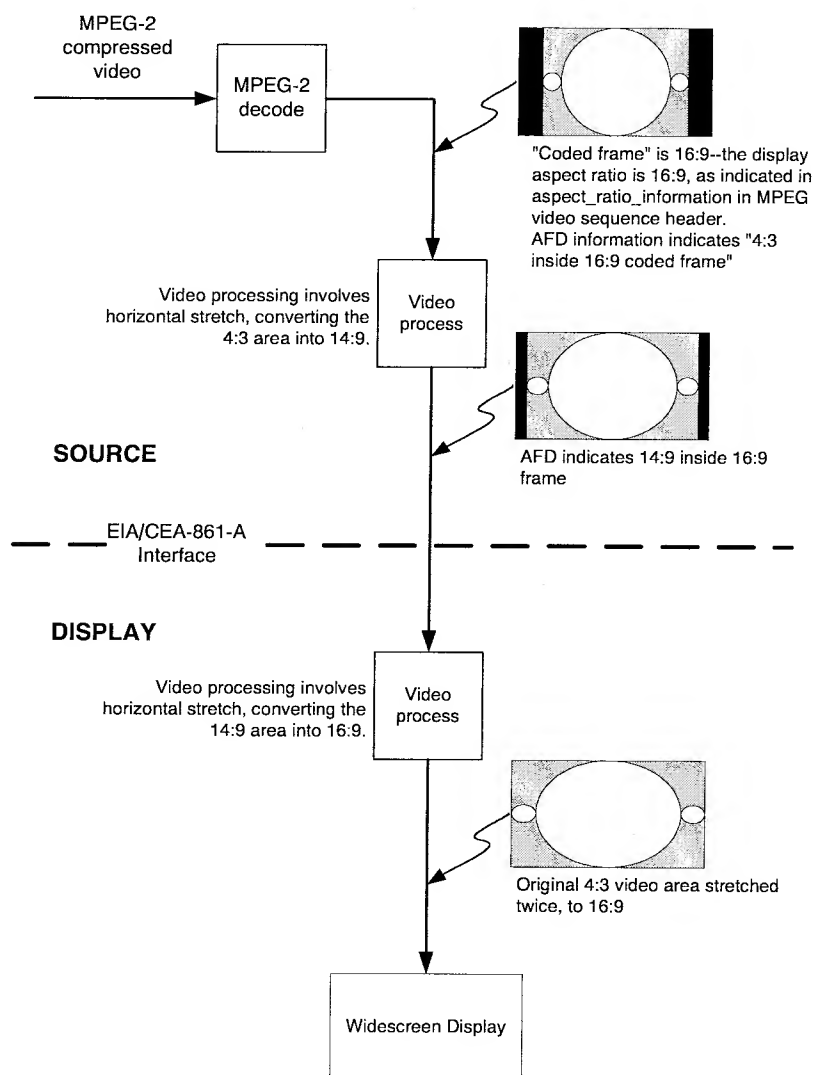 MPEG-2
compressed
video
MPEG-2
decode
"Coded frame" is 16:9--the display
aspect ratio is 16:9, as indicated in
aspect_ratio_information in MPEG
video sequence header.
AFD information indicates "4:3
inside 16:9 coded frame"
Video processing involves
horizontal stretch, converting the
4:3 area into 14:9.
Video
process
AFD indicates 14:9 inside 16:9
frame
SOURCE
EIA/CEA-861-A
Interface
DISPLAY
Video processing involves
horizontal stretch, converting the
14:9 area into 16:9.
Video
process
Original 4:3 video area stretched
twice, to 16:9
Widescreen Display